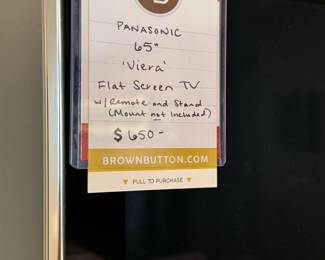 PANASONIC
65"
'Viera'
Flat Screen TV
w/ Remote and Stand
(Mount not Included)
$650-
BROWNBUTTON.COM
PULL TO PURCHASE